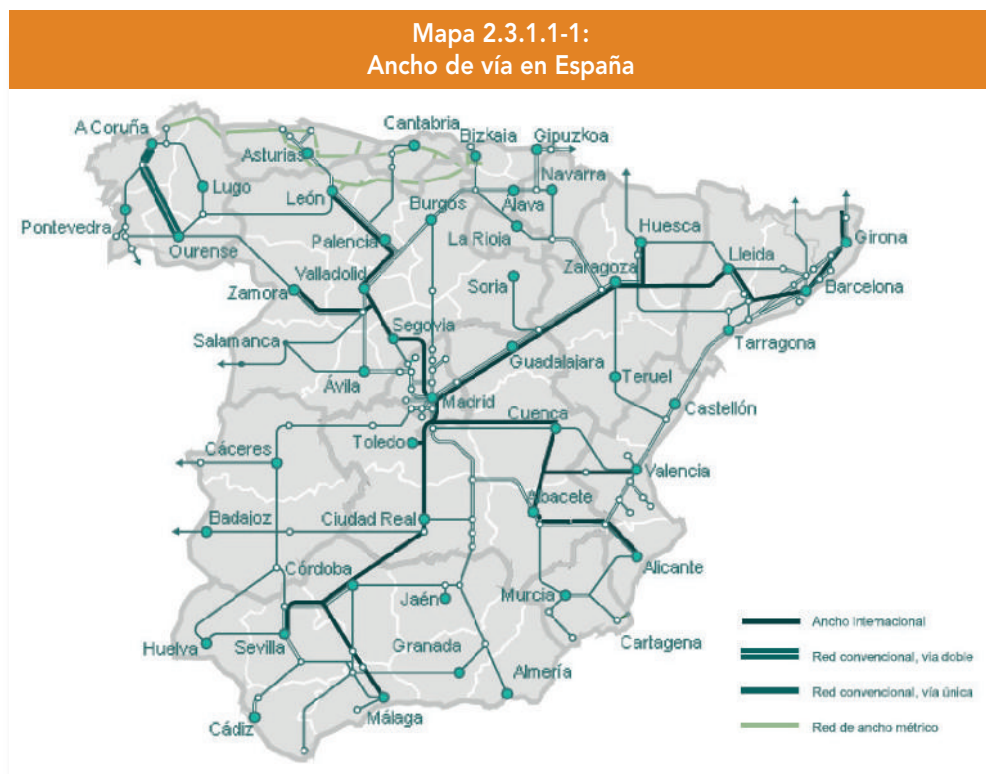 Mapa 2.3.1.1-1:
Ancho de vía en España
A Coruña
Asturias
Cantabria
Bizkaia
Gipuzkoa
Lugo
León
Burgos
Álava
Navarra
Pontevedra
Ourense
Palencia
La Rioja
Huesca
Girona
Zamora
Valladolid
Soria
Zaragoza
Lleida
Barcelona
Salamanca
Segovia
Guadalajara
Tarragona
Ávila
Madrid
Teruel
Castellón
Toledo
Cuenca
Cáceres
Valencia
Badajoz
Ciudad Real
Albacete
Córdoba
Alicante
Jaén
Murcia
Huelva
Sevilla
Granada
Almería
Cartagena
Cádiz
Málaga
Ancho internacional
Red convencional, via doble
Red convencional, vía única
Red de ancho métrico